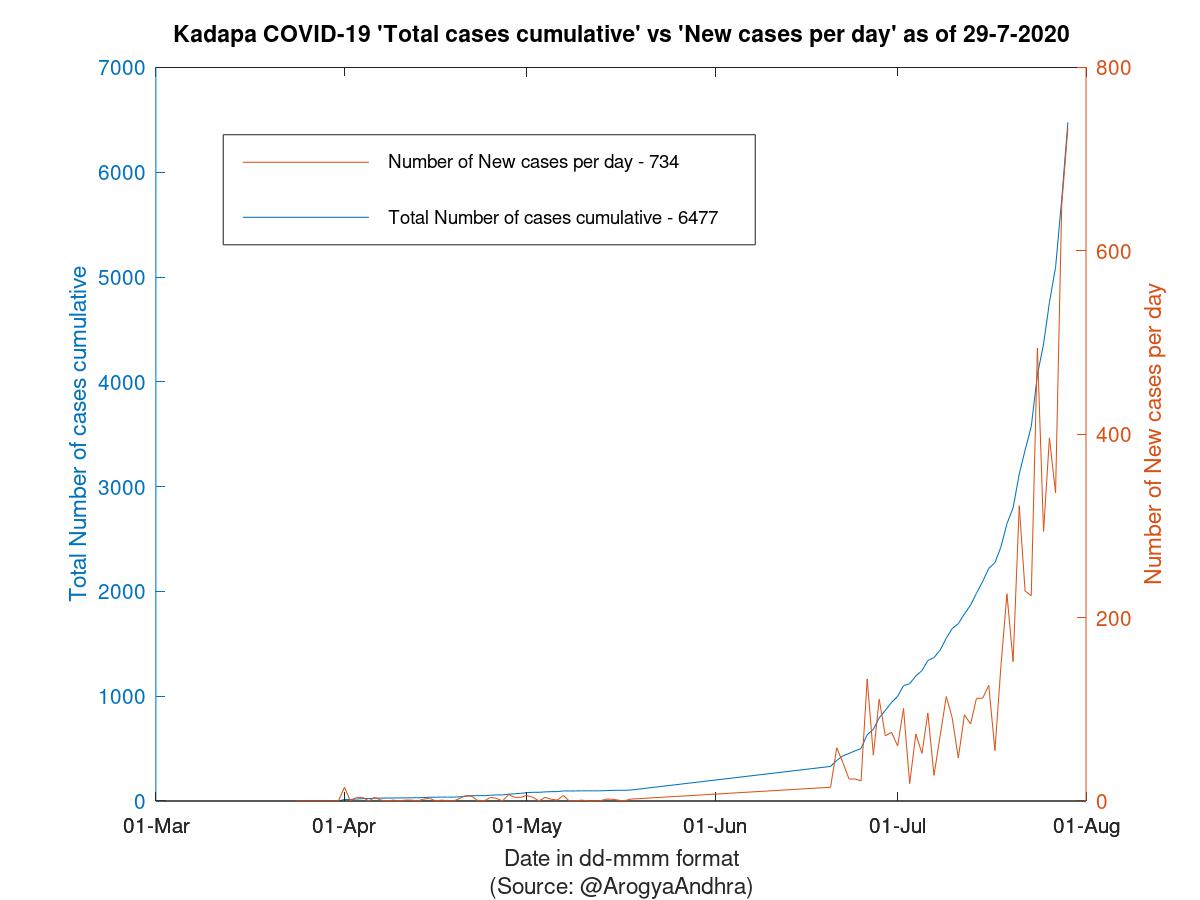 Kadapa COVID-19 'Total cases cumulative' vs 'New cases per day' as of 29-7-2020
7000
6000
5000
4000
3000
2000
1000
0
Total Number of cases cumulative
Number of New cases per day - 734
Total Number of cases cumulative - 6477
800
600
400
200
0
Number of New cases per day
01-Mar
01-Apr
01-May
01-Jun
01-Jul
01-Aug
Date in dd-mmm format
(Source: @ArogyaAndhra)